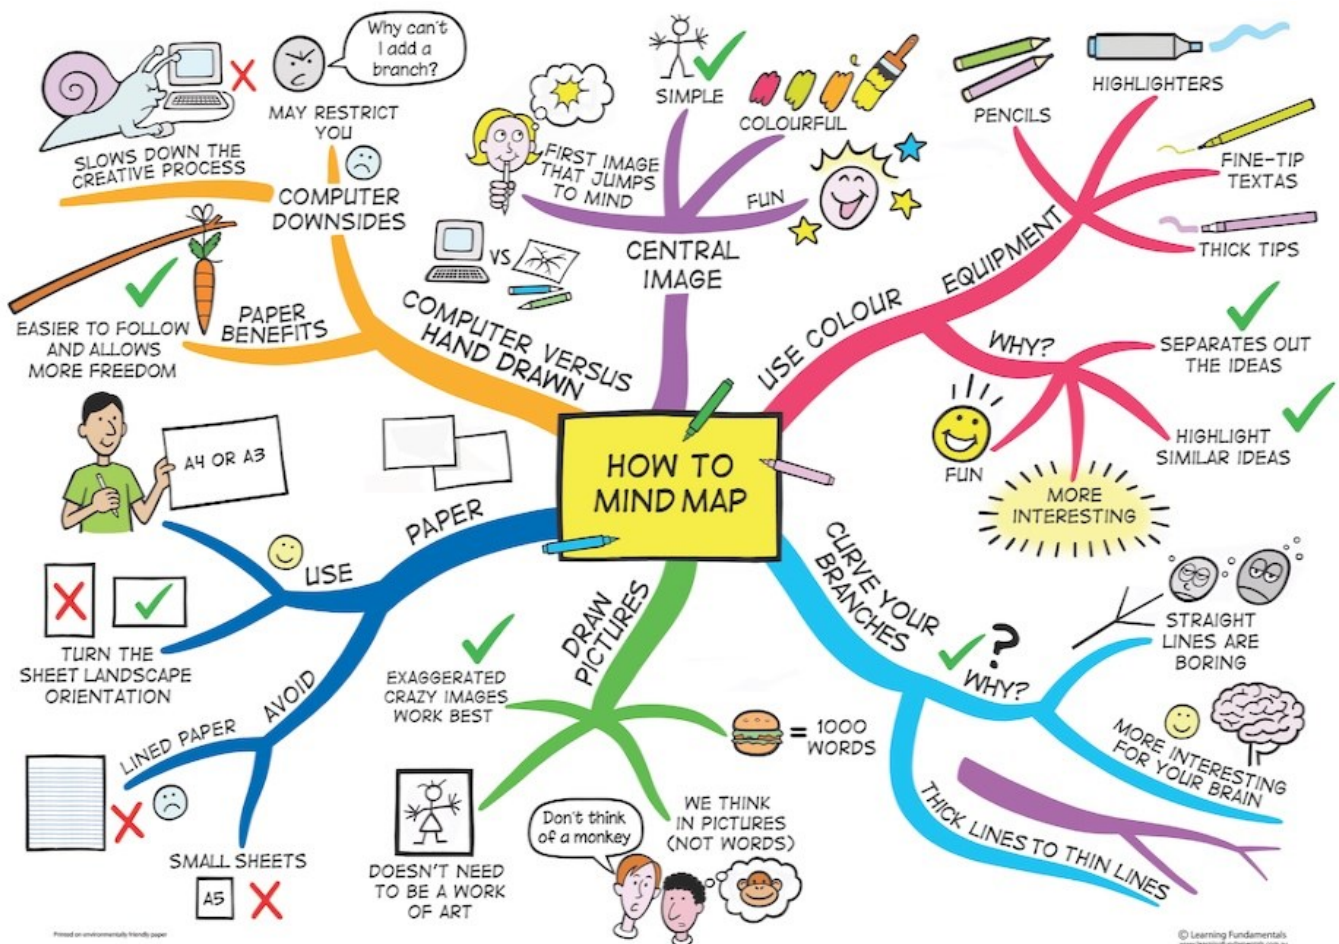 HOW TO
MIND MAP
CENTRAL
IMAGE
FIRST IMAGE
THAT JUMPS
TO MIND
SIMPLE
COLOURFUL
FUN
USE COLOUR
EQUIPMENT
PENCILS
HIGHLIGHTERS
FINE-TIP
TEXTAS
THICK TIPS
WHY?
SEPARATES OUT
THE IDEAS
HIGHLIGHT
SIMILAR IDEAS
MORE
INTERESTING
FUN
CURVE YOUR
BRANCHES
?
WHY?
STRAIGHT
LINES ARE
BORING
MORE INTERESTING
FOR YOUR BRAIN
THICK LINES TO THIN LINES
DRAW
PICTURES
= 1000
WORDS
WE THINK
IN PICTURES
(NOT WORDS)
Don't think
of a monkey
DOESN'T NEED
TO BE A WORK
OF ART
EXAGGERATED
CRAZY IMAGES
WORK BEST
PAPER
USE
A4 OR A3
TURN THE
SHEET LANDSCAPE
ORIENTATION
AVOID
LINED PAPER
SMALL SHEETS
A5
COMPUTER VERSUS
HAND DRAWN
VS
PAPER
BENEFITS
EASIER TO FOLLOW
AND ALLOWS
MORE FREEDOM
COMPUTER
DOWNSIDES
SLOWS DOWN THE
CREATIVE PROCESS
MAY RESTRICT
YOU
Why can't
I add a
branch?
Printed on environmentally friendly paper
© Learning Fundamentals